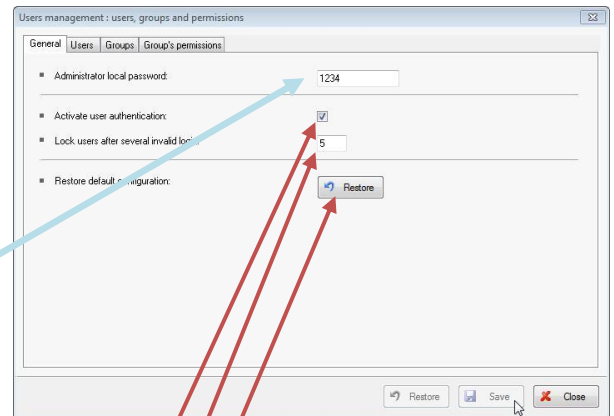 Users management : users, groups and permissions
General Users Groups Group's permissions
Administrator local password: 1234
Activate user authentication:
Lock users after several invalid 5
Restore default configuration: Restore
Restore Save Close